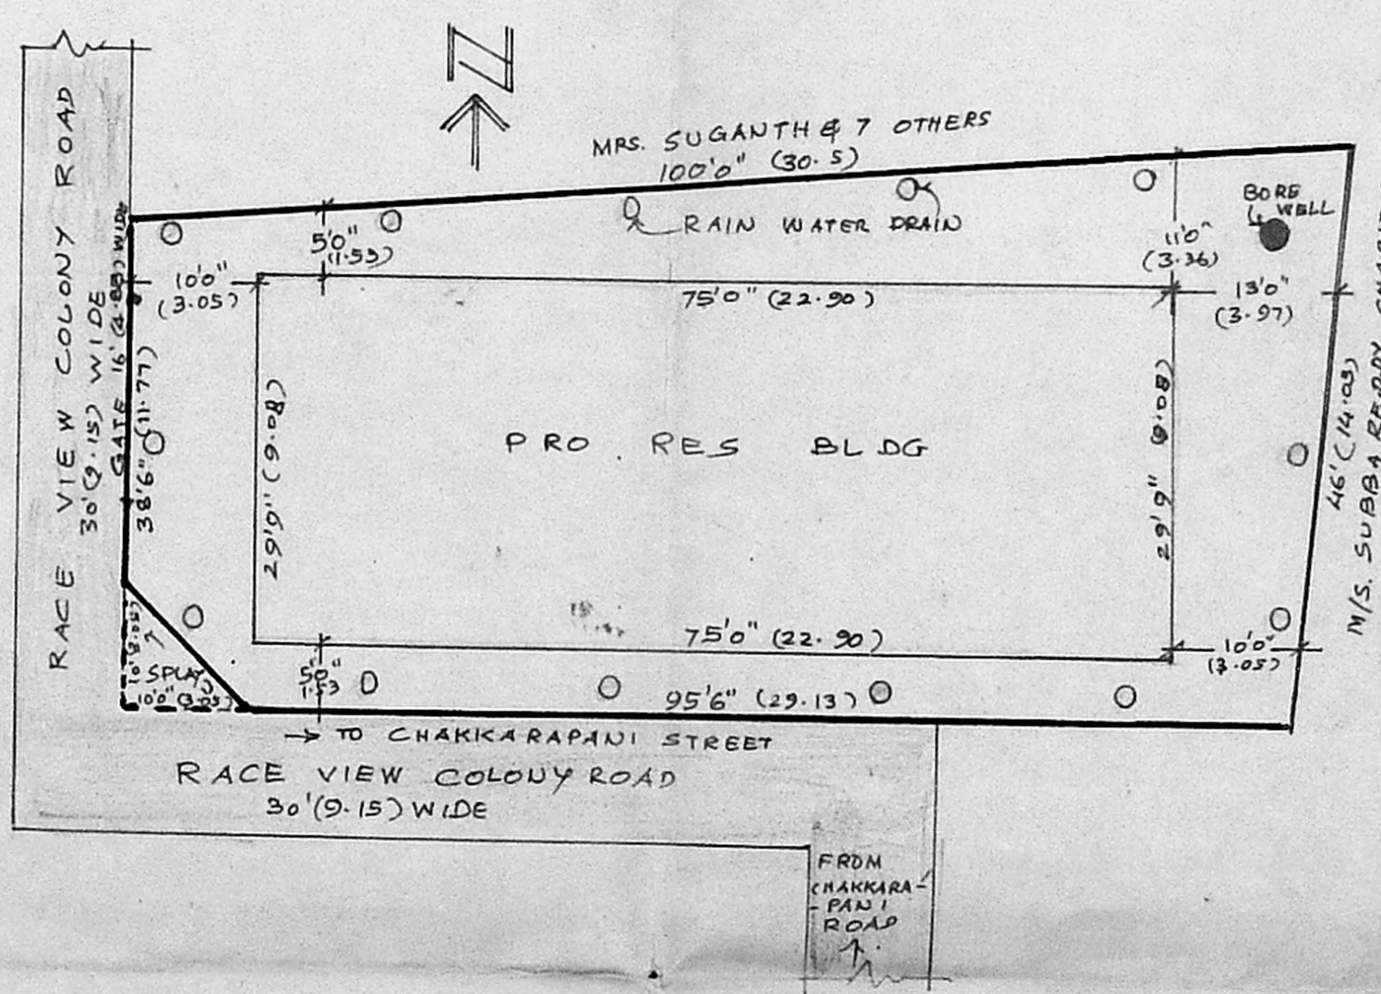 N
MRS. SUGANTH & 7 OTHERS
100'0" (30.5)
RAIN WATER DRAIN
BORE
WELL
5'0"
(1.53)
11'0"
(3.36)
10'0"
(3.05)
75'0" (22.90)
13'0"
(3.97)
RACE VIEW COLONY ROAD
30'(9.15) WIDE
GATE 16' WIDE
38'6" (11.77)
29'9" (9.08)
PRO. RES BLDG
29'9" (9.08)
46' (14.03)
M/S. SUBBA REDDY
75'0" (22.90)
10'0"
(3.05)
SPLAY
10'0" (3.05)
5'0"
1.53
95'6" (29.13)
→ TO CHAKKARAPANI STREET
RACE VIEW COLONY ROAD
30'(9.15) WIDE
FROM
CHAKKARA-
-PANI
ROAD